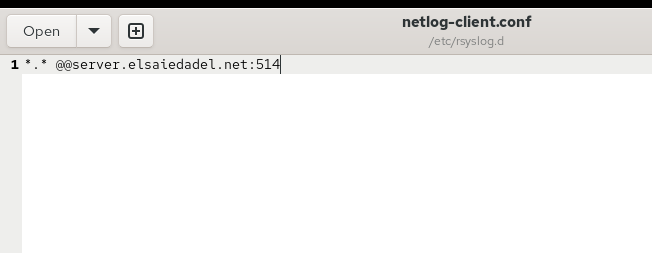 Open
netlog-client.conf
/etc/rsyslog.d
1 *.* @@server.elsaiedadel.net:514